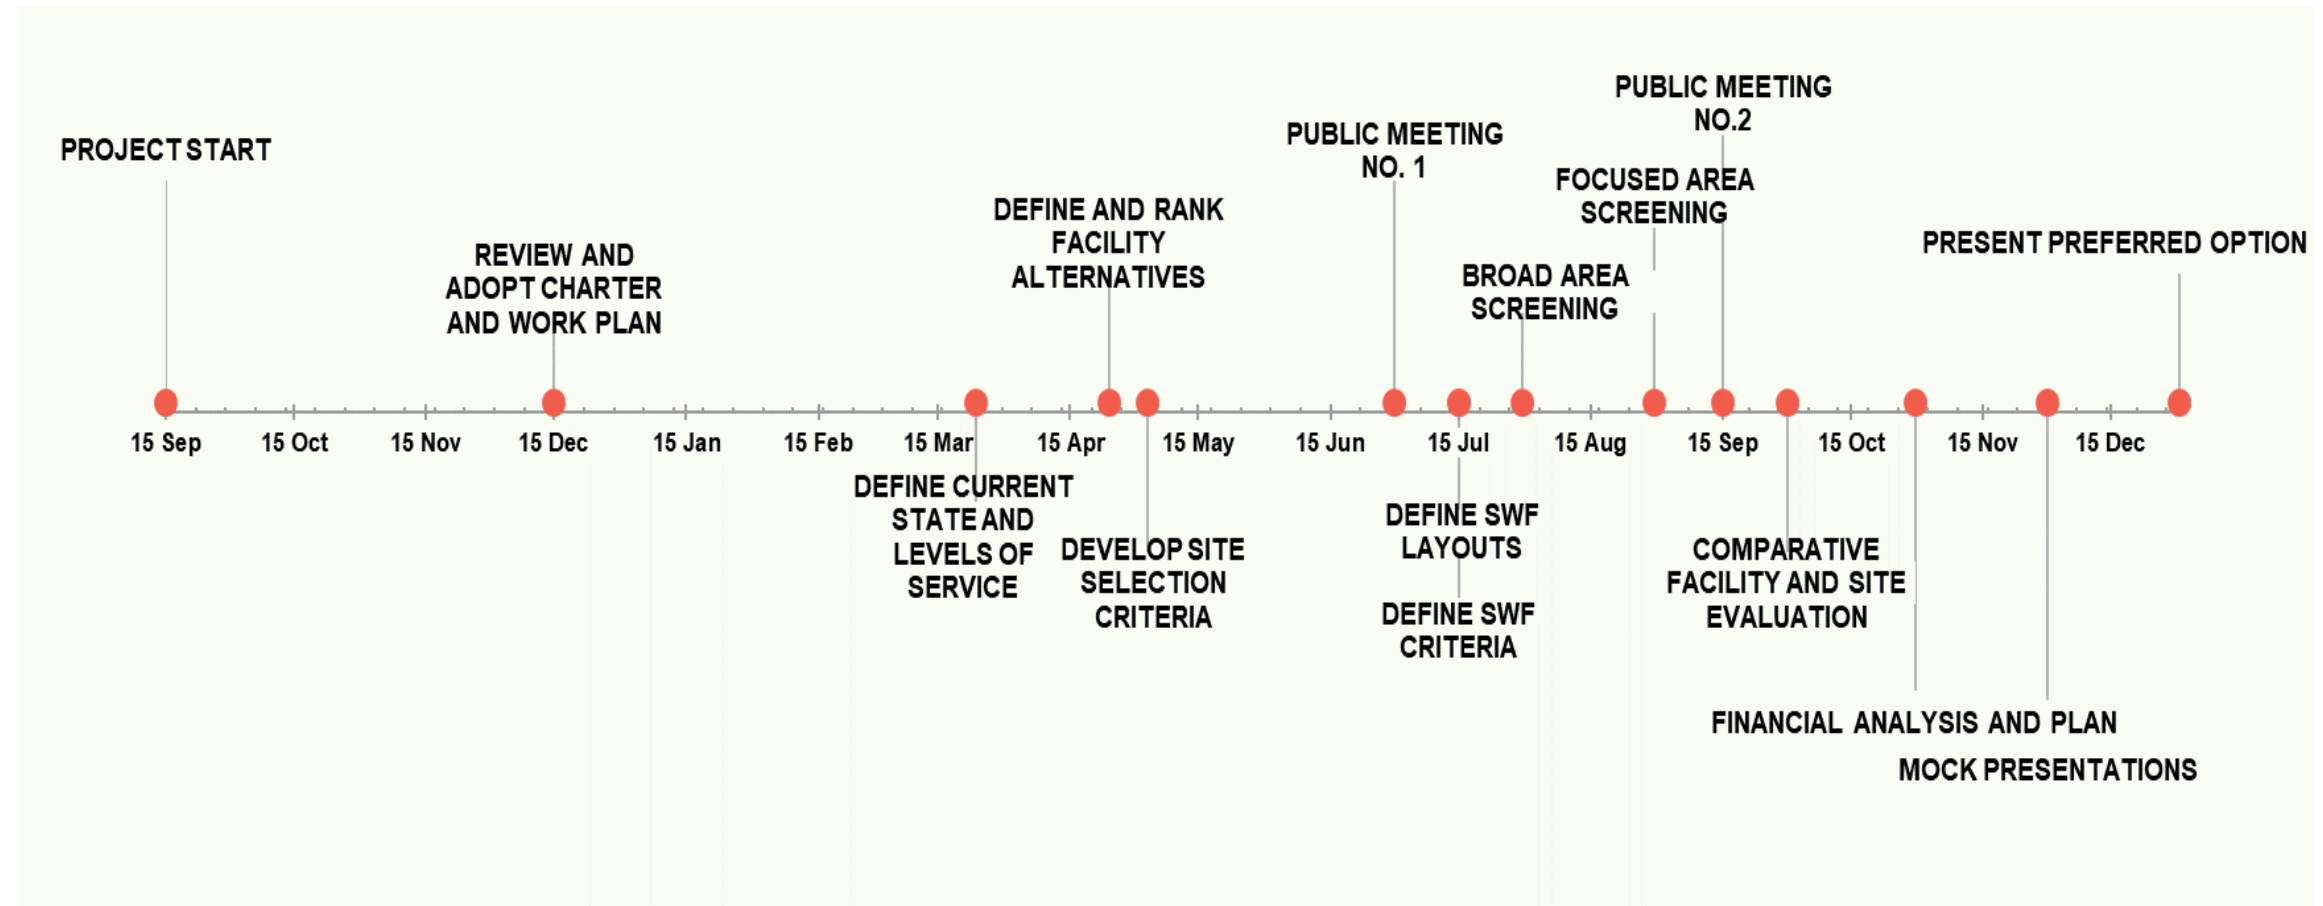 PUBLIC MEETING
NO.2
PROJECT START
PUBLIC MEETING
NO. 1
FOCUSED AREA
SCREENING
DEFINE AND RANK
FACILITY
ALTERNATIVES
REVIEW AND
ADOPT CHARTER
AND WORK PLAN
BROAD AREA
SCREENING
PRESENT PREFERRED OPTION
15 Sep
15 Oct
15 Nov
15 Dec
15 Jan
15 Feb
15 Mar
15 Apr
15 May
15 Jun
15 Jul
15 Aug
15 Sep
15 Oct
15 Nov
15 Dec
DEFINE CURRENT
STATE AND
LEVELS OF
SERVICE
DEVELOP SITE
SELECTION
CRITERIA
DEFINE SWF
LAYOUTS
DEFINE SWF
CRITERIA
COMPARATIVE
FACILITY AND SITE
EVALUATION
FINANCIAL ANALYSIS AND PLAN
MOCK PRESENTATIONS